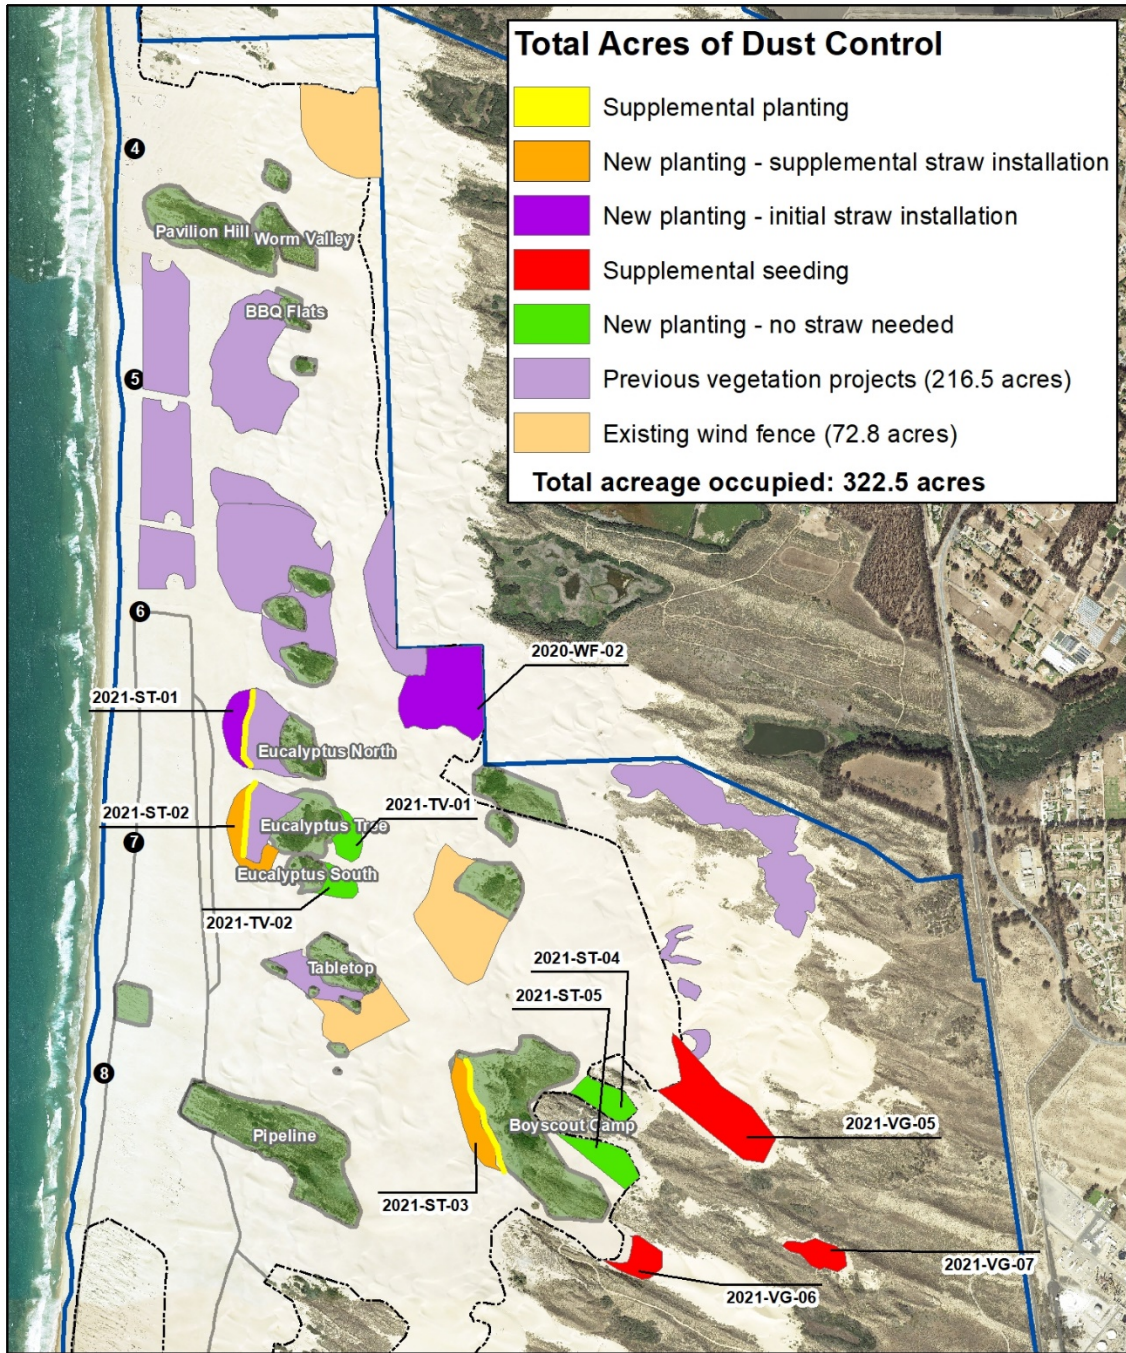 Total Acres of Dust Control
Supplemental planting
New planting - supplemental straw installation
New planting - initial straw installation
Supplemental seeding
New planting - no straw needed
Previous vegetation projects (216.5 acres)
Existing wind fence (72.8 acres)
Total acreage occupied: 322.5 acres
4
Pavilion Hill
Worm Valley
BBQ Flats
5
6
2020-WF-02
2021-ST-01
Eucalyptus North
2021-ST-02
2021-TV-01
Eucalyptus Tree
7
Eucalyptus South
2021-TV-02
2021-ST-04
Tabletop
2021-ST-05
8
Boyscout Camp
2021-VG-05
Pipeline
2021-ST-03
2021-VG-07
2021-VG-06